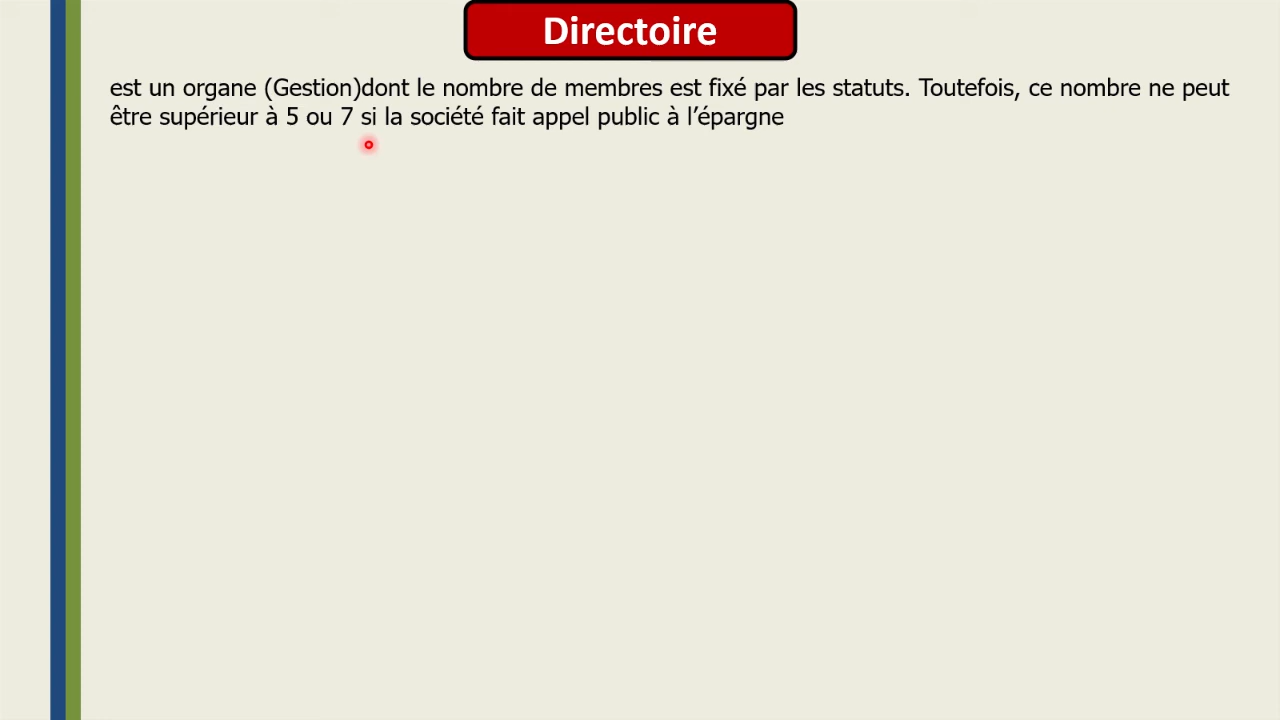 Directoire
est un organe (Gestion)dont le nombre de membres est fixé par les statuts. Toutefois, ce nombre ne peut
être supérieur à 5 ou 7 si la société fait appel public à l’épargne